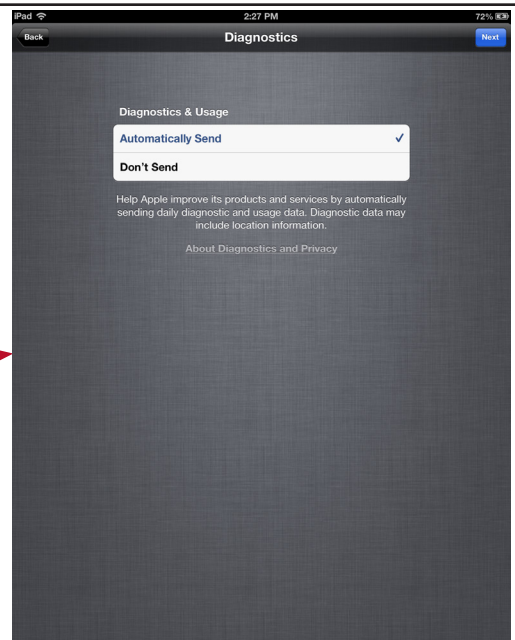 iPad 2:27 PM 72%
Back Diagnostics Next
Diagnostics & Usage
Automatically Send
Don't Send
Help Apple improve its products and services by automatically
sending daily diagnostic and usage data. Diagnostic data may
include location information.
About Diagnostics and Privacy